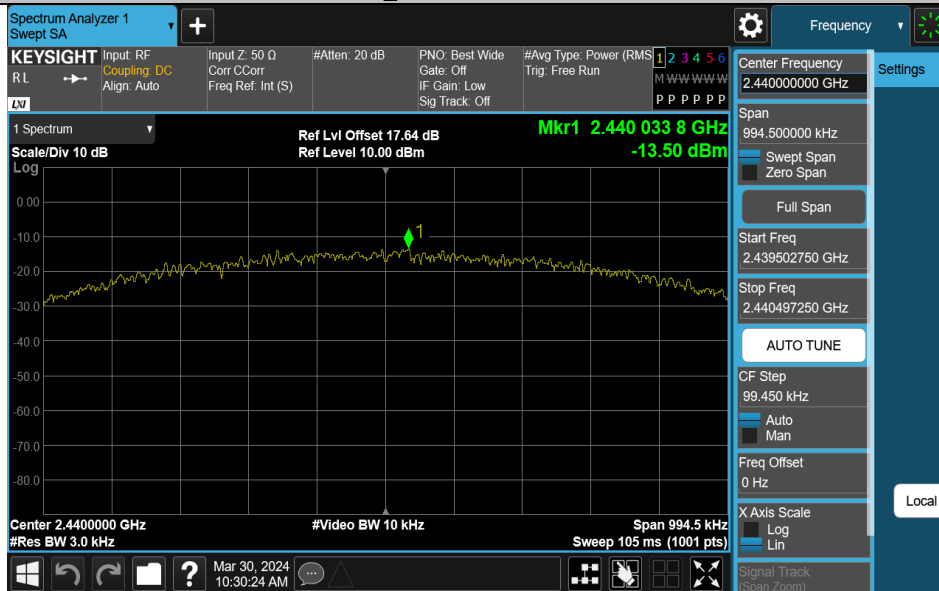 Spectrum Analyzer 1
Swept SA
+
Frequency
KEYSIGHT
RL
LXI
Input: RF
Coupling: DC
Align: Auto
Input Z: 50 Ω
Corr CCorr
Freq Ref: Int (S)
#Atten: 20 dB
PNO: Best Wide
Gate: Off
IF Gain: Low
Sig Track: Off
#Avg Type: Power (RMS
Trig: Free Run
1 2 3 4 5 6
M W W W W W
P P P P P P
1 Spectrum
Scale/Div 10 dB
Log
Ref Lvl Offset 17.64 dB
Ref Level 10.00 dBm
Mkr1 2.440 033 8 GHz
-13.50 dBm
0.00
-10.0
-20.0
-30.0
-40.0
-50.0
-60.0
-70.0
-80.0
1
Center 2.4400000 GHz
#Res BW 3.0 kHz
#Video BW 10 kHz
Span 994.5 kHz
Sweep 105 ms (1001 pts)
?
Mar 30, 2024
10:30:24 AM
Center Frequency
2.440000000 GHz
Span
994.500000 kHz
Swept Span
Zero Span
Full Span
Start Freq
2.439502750 GHz
Stop Freq
2.440497250 GHz
AUTO TUNE
CF Step
99.450 kHz
Auto
Man
Freq Offset
0 Hz
X Axis Scale
Log
Lin
Signal Track
(Span Zoom)
Settings
Local